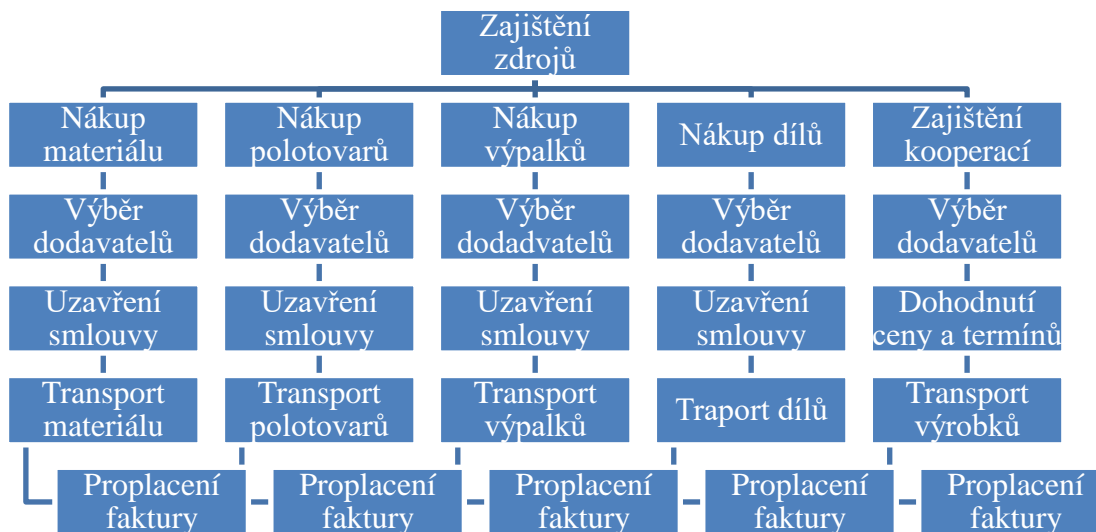 Zajištění
zdrojů
Nákup
materiálu
Nákup
polotovarů
Nákup
výpalků
Nákup dílů
Zajištění
kooperací
Výběr
dodavatelů
Výběr
dodavatelů
Výběr
dodadvatelů
Výběr
dodavatelů
Výběr
dodavatelů
Uzavření
smlouvy
Uzavření
smlouvy
Uzavření
smlouvy
Uzavření
smlouvy
Dohodnutí
ceny a termínů
Transport
materiálu
Transport
polotovarů
Transport
výpalků
Traport dílů
Transport
výrobků
Proplacení
faktury
Proplacení
faktury
Proplacení
faktury
Proplacení
faktury
Proplacení
faktury